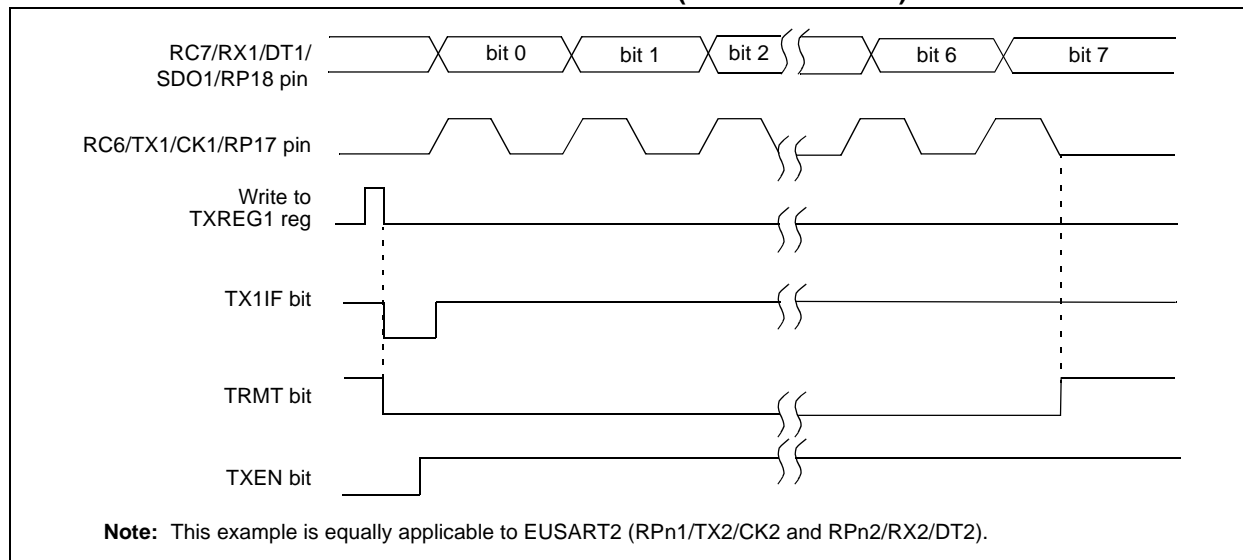 RC7/RX1/DT1/
SDO1/RP18 pin
bit 0
bit 1
bit 2
bit 6
bit 7
RC6/TX1/CK1/RP17 pin
Write to
TXREG1 reg
TX1IF bit
TRMT bit
TXEN bit
Note: This example is equally applicable to EUSART2 (RPn1/TX2/CK2 and RPn2/RX2/DT2).